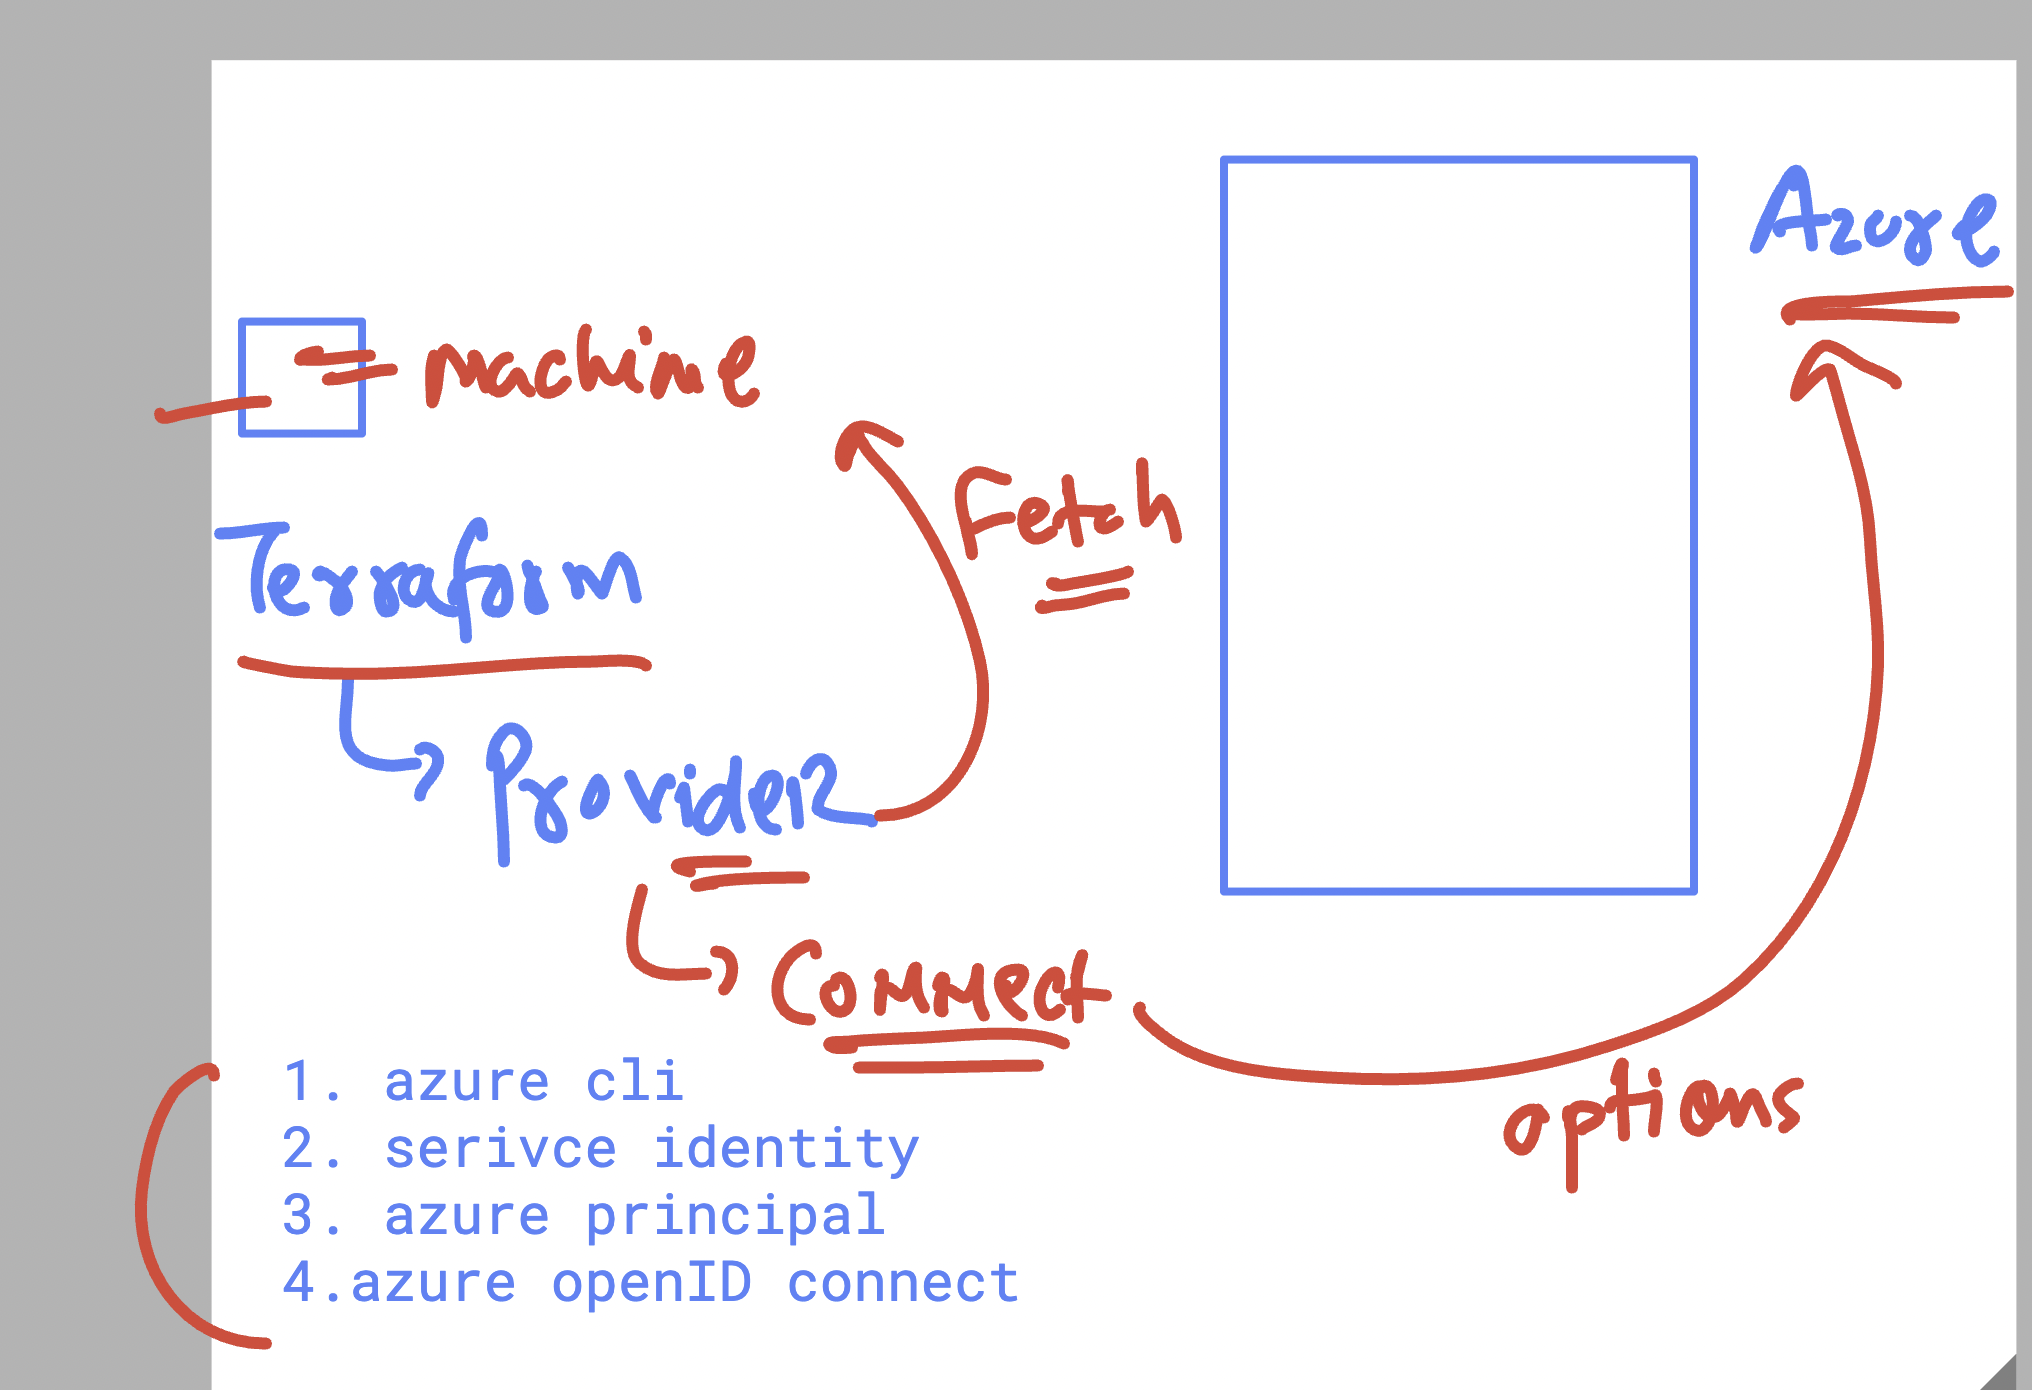 Azure
machine
Fetch
Terraform
Provider
Connect
options
1. azure cli
2. serivce identity
3. azure principal
4.azure openID connect